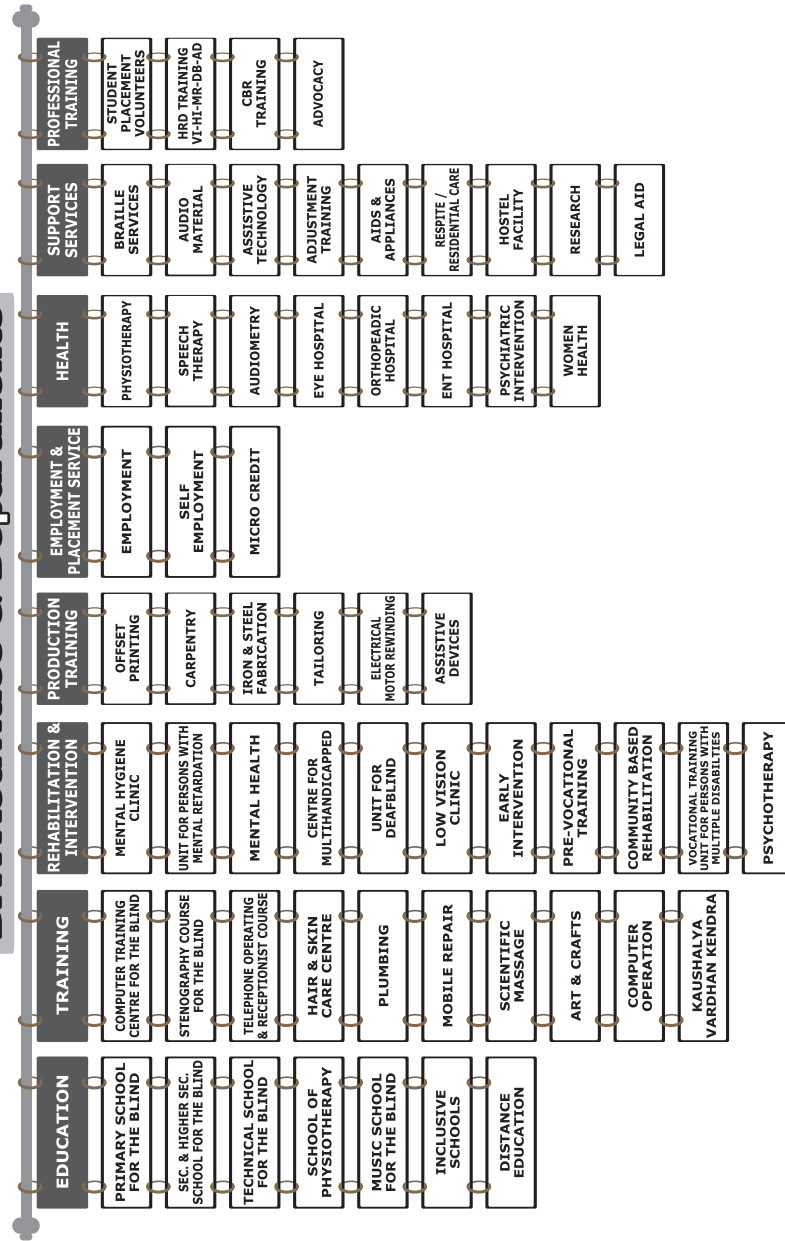 EDUCATION
PRIMARY SCHOOL
FOR THE BLIND
SEC. & HIGHER SEC.
SCHOOL FOR THE BLIND
TECHNICAL SCHOOL
FOR THE BLIND
SCHOOL OF
PHYSIOTHERAPY
MUSIC SCHOOL
FOR THE BLIND
INCLUSIVE
SCHOOLS
DISTANCE
EDUCATION
TRAINING
COMPUTER TRAINING
CENTRE FOR THE BLIND
STENOGRAPHY COURSE
FOR THE BLIND
TELEPHONE OPERATING
& RECEPTIONIST COURSE
HAIR & SKIN
CARE CENTRE
PLUMBING
MOBILE REPAIR
SCIENTIFIC
MASSAGE
ART & CRAFTS
COMPUTER
OPERATION
KAUSHALYA
VARDHAN KENDRA
REHABILITATION &
INTERVENTION
MENTAL HYGIENE
CLINIC
UNIT FOR PERSONS WITH
MENTAL RETARDATION
MENTAL HEALTH
CENTRE FOR
MULTIHANDICAPPED
UNIT FOR
DEAFBLIND
LOW VISION
CLINIC
EARLY
INTERVENTION
PRE-VOCATIONAL
TRAINING
COMMUNITY BASED
REHABILITATION
VOCATIONAL TRAINING
UNIT FOR PERSONS WITH
MULTIPLE DISABILTIES
PSYCHOTHERAPY
PRODUCTION
TRAINING
OFFSET
PRINTING
CARPENTRY
IRON & STEEL
FABRICATION
TAILORING
ELECTRICAL
MOTOR REWINDING
ASSISTIVE
DEVICES
EMPLOYMENT &
PLACEMENT SERVICE
EMPLOYMENT
SELF
EMPLOYMENT
MICRO CREDIT
HEALTH
PHYSIOTHERAPY
SPEECH
THERAPY
AUDIOMETRY
EYE HOSPITAL
ORTHOPEADIC
HOSPITAL
ENT HOSPITAL
PSYCHIATRIC
INTERVENTION
WOMEN
HEALTH
SUPPORT
SERVICES
BRAILLE
SERVICES
AUDIO
MATERIAL
ASSISTIVE
TECHNOLOGY
ADJUSTMENT
TRAINING
AIDS &
APPLIANCES
RESPITE /
RESIDENTIAL CARE
HOSTEL
FACILITY
RESEARCH
LEGAL AID
PROFESSIONAL
TRAINING
STUDENT
PLACEMENT
VOLUNTEERS
HRD TRAINING
VI-HI-MR-DB-AD
CBR
TRAINING
ADVOCACY